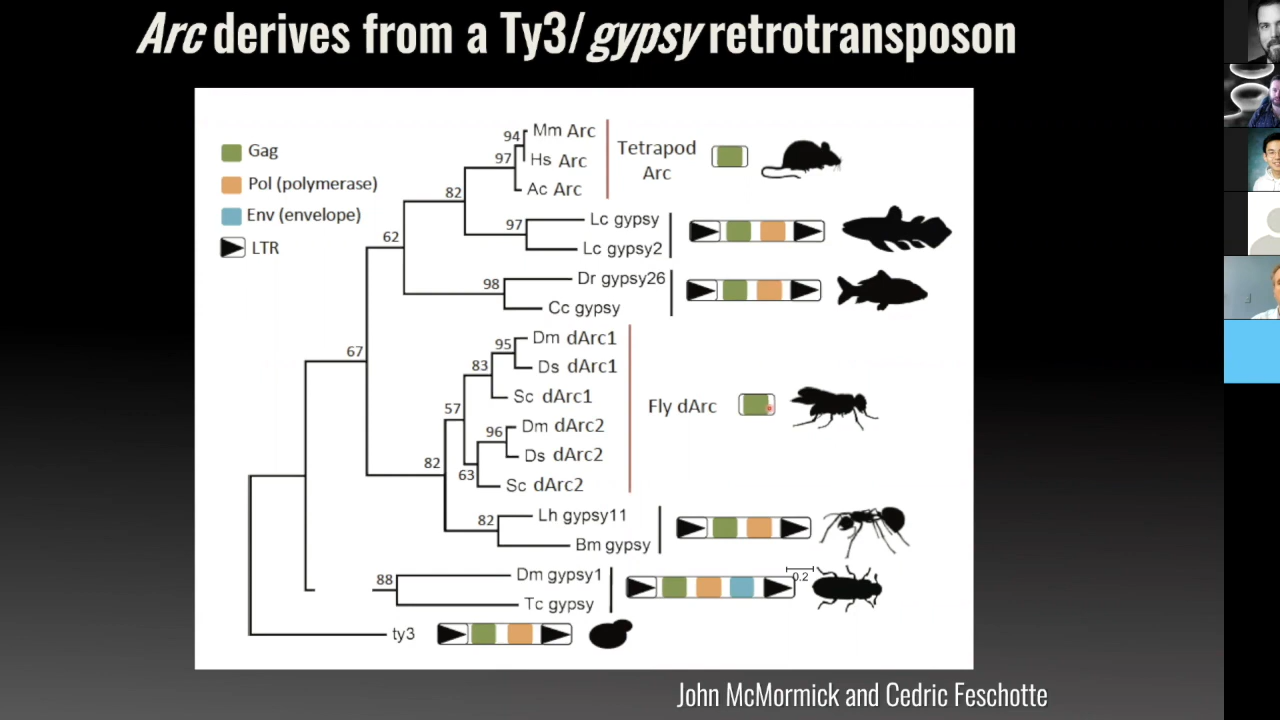 Arc derives from a Ty3/gypsy retrotransposon
Gag
Pol (polymerase)
Env (envelope)
LTR
94
Mm Arc
97
Hs Arc
Ac Arc
Tetrapod
Arc
82
97
Lc gypsy
Lc gypsy2
62
98
Dr gypsy26
Cc gypsy
67
95
Dm dArc1
83
Ds dArc1
Sc dArc1
57
96
Dm dArc2
Ds dArc2
82
63
Sc dArc2
Fly dArc
82
Lh gypsy11
Bm gypsy
88
Dm gypsy1
Tc gypsy
0.2
ty3
John McMormick and Cedric Feschotte